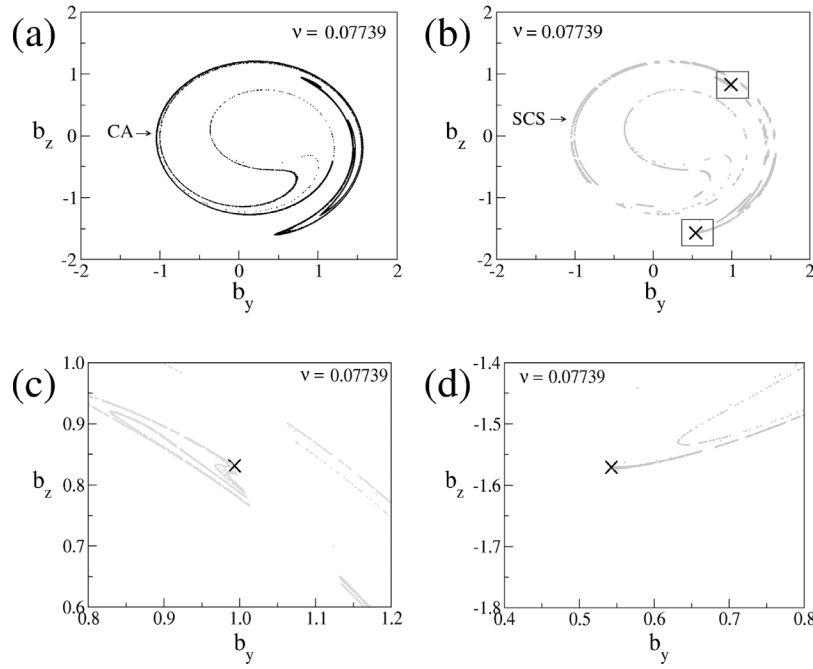 (a)
ν = 0.07739
CA→
b_z
2
1
0
-1
-2
-2 -1 0 1 2
b_y
(b)
ν = 0.07739
SCS→
b_z
2
1
0
-1
-2
-2 -1 0 1 2
b_y
(c)
ν = 0.07739
b_z
1.0
0.9
0.8
0.7
0.6
0.8 0.9 1.0 1.1 1.2
b_y
(d)
ν = 0.07739
b_z
-1.4
-1.5
-1.6
-1.7
-1.8
0.4 0.5 0.6 0.7 0.8
b_y